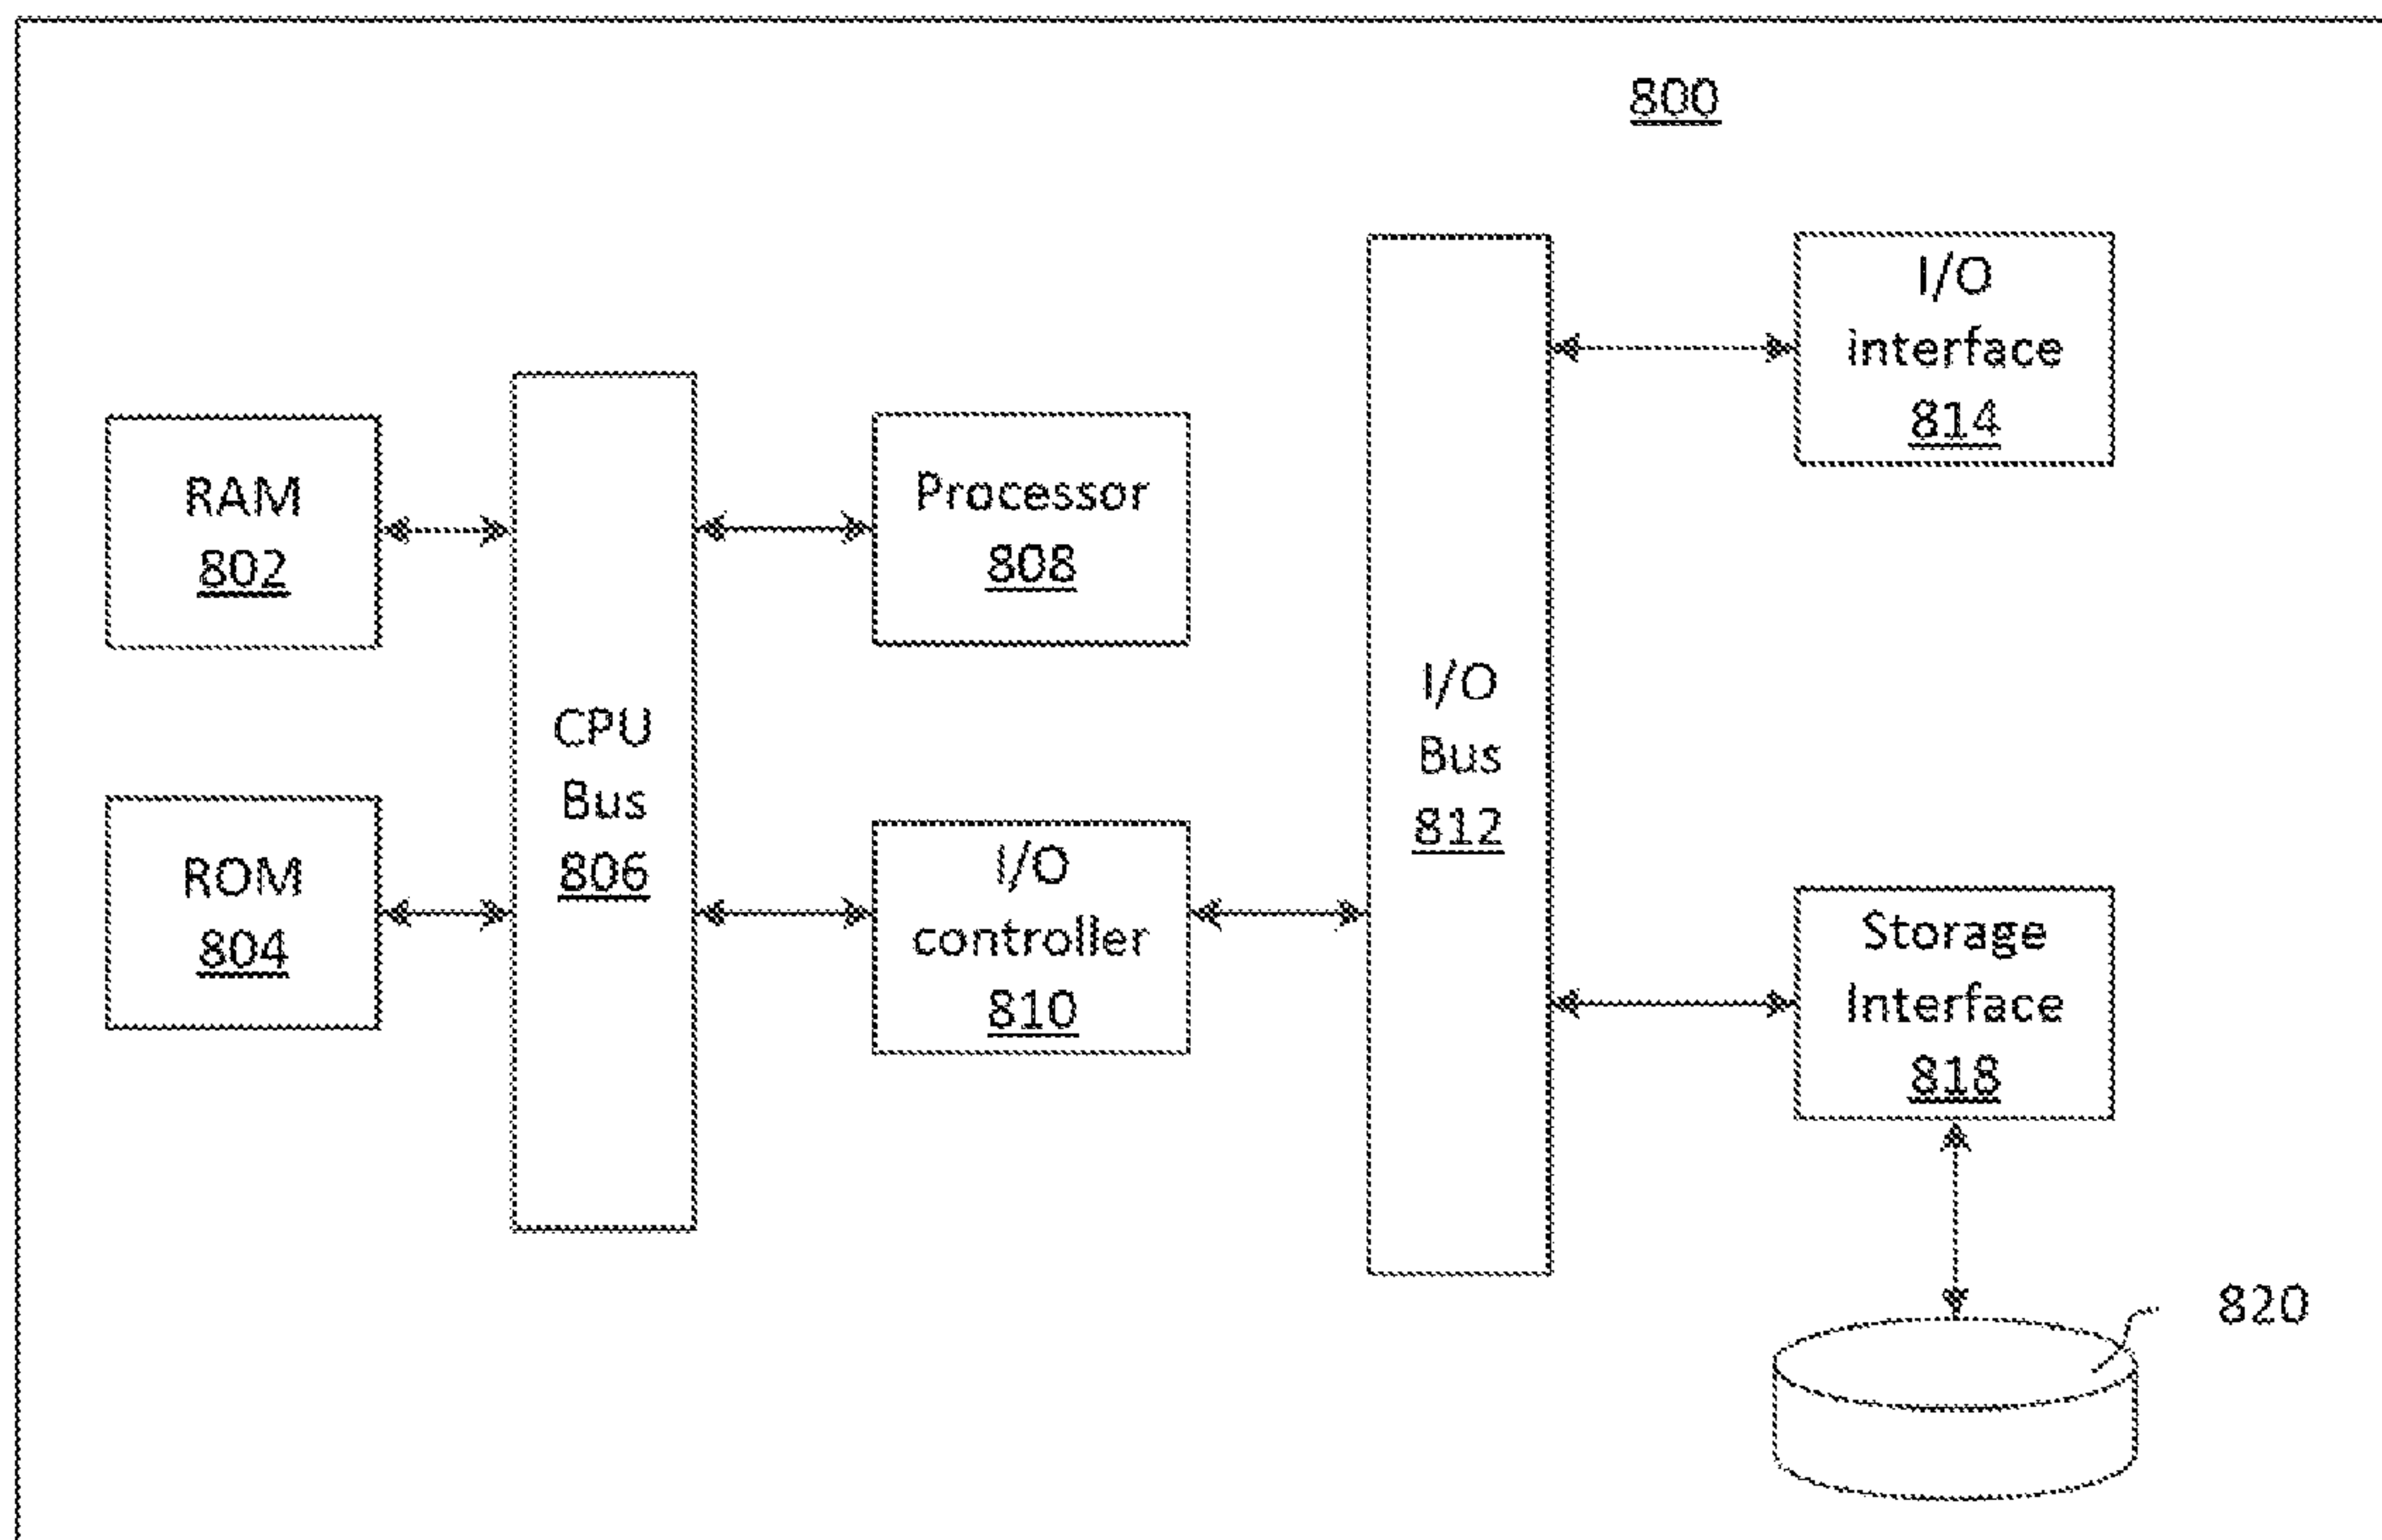 800
RAM
802
ROM
804
CPU
Bus
806
Processor
808
I/O
controller
810
I/O
Bus
812
I/O
interface
814
Storage
Interface
818
820